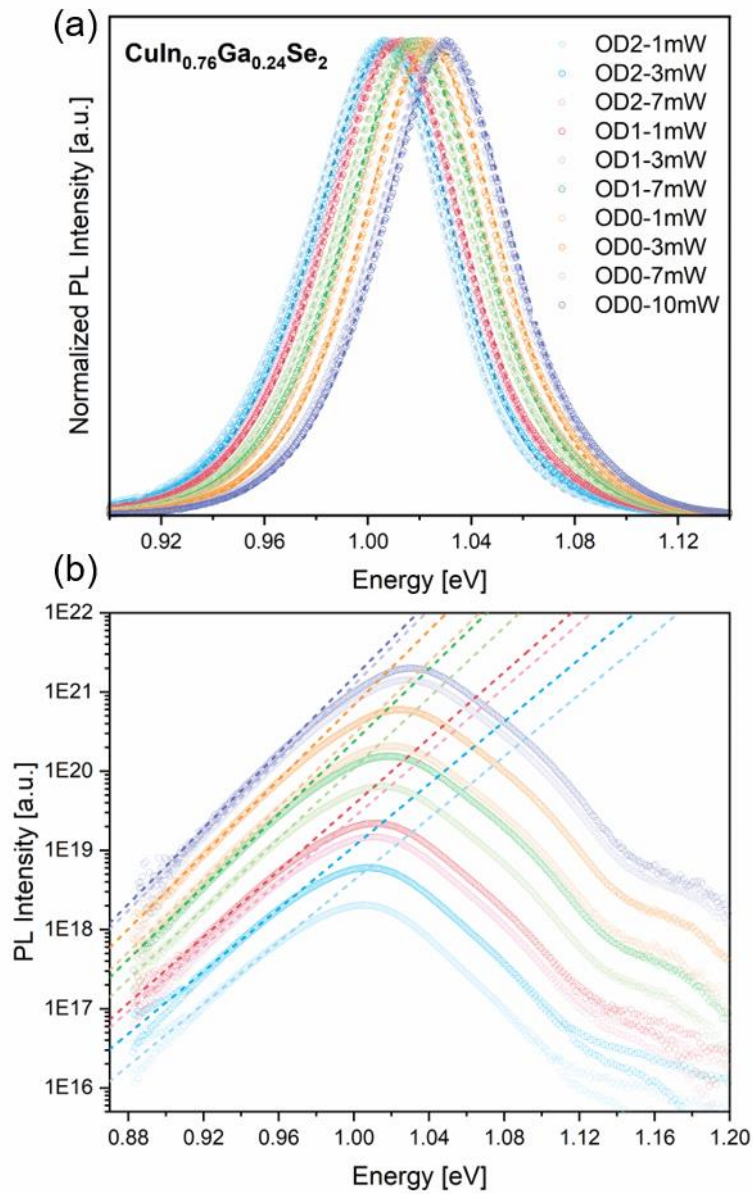 (a)
CuIn0.76Ga0.24Se2
OD2-1mW
OD2-3mW
OD2-7mW
OD1-1mW
OD1-3mW
OD1-7mW
OD0-1mW
OD0-3mW
OD0-7mW
OD0-10mW
Normalized PL Intensity [a.u.]
0.92 0.96 1.00 1.04 1.08 1.12
Energy [eV]
(b)
1E22
1E21
1E20
1E19
1E18
1E17
1E16
PL Intensity [a.u.]
0.88 0.92 0.96 1.00 1.04 1.08 1.12 1.16 1.20
Energy [eV]